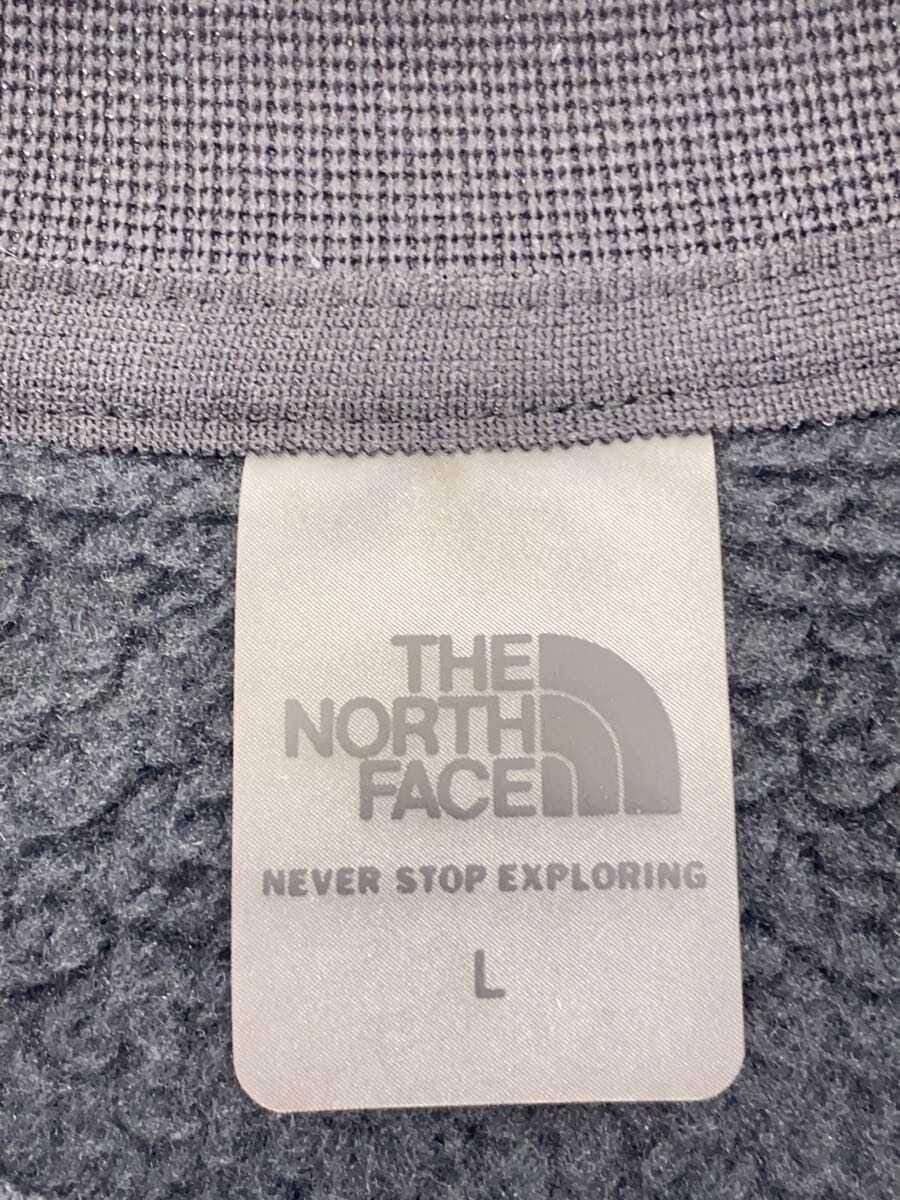 THE
NORTH
FACE
NEVER STOP EXPLORING
L